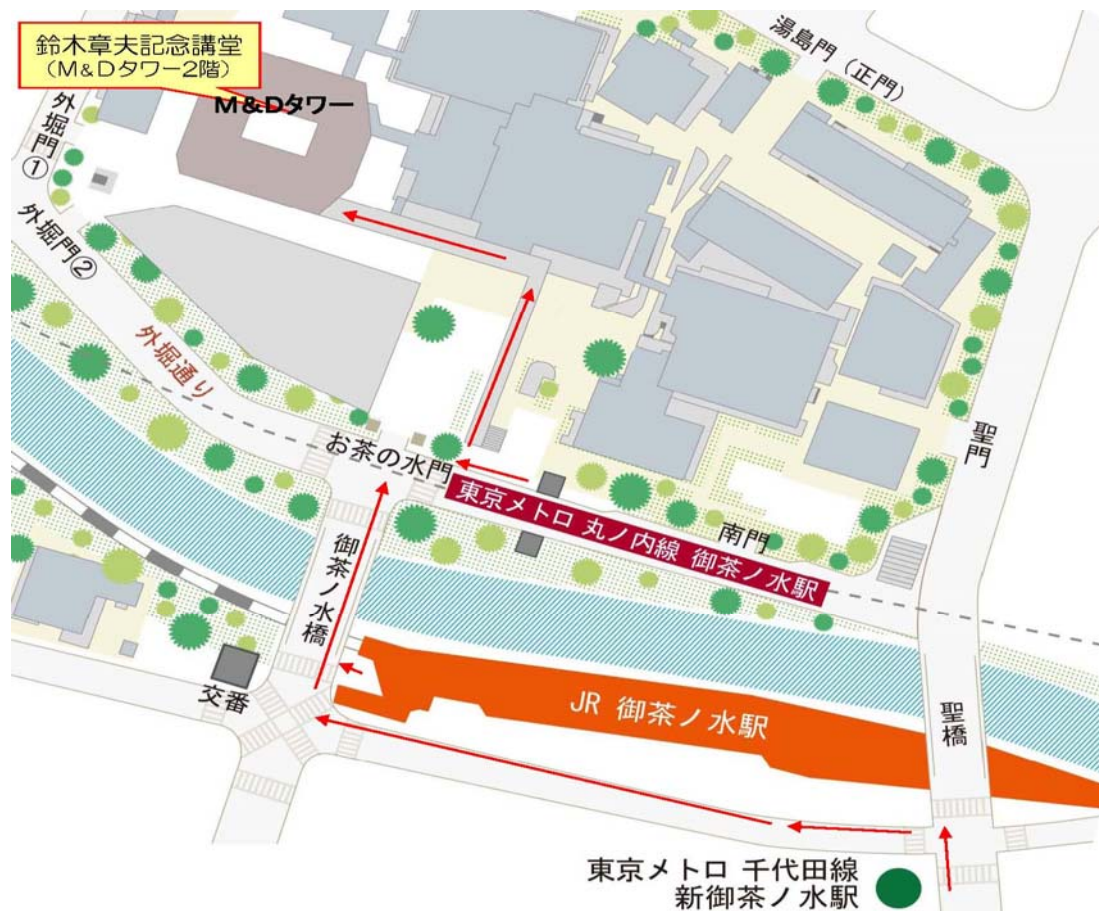 鈴木章夫記念講堂
（M＆Dタワー2階）
M＆Dタワー
湯島門（正門）
外堀門①
外堀門②
外堀通り
お茶の水門
聖門
東京メトロ 丸ノ内線 御茶ノ水駅
南門
御茶ノ水橋
交番
JR 御茶ノ水駅
聖橋
東京メトロ 千代田線
新御茶ノ水駅